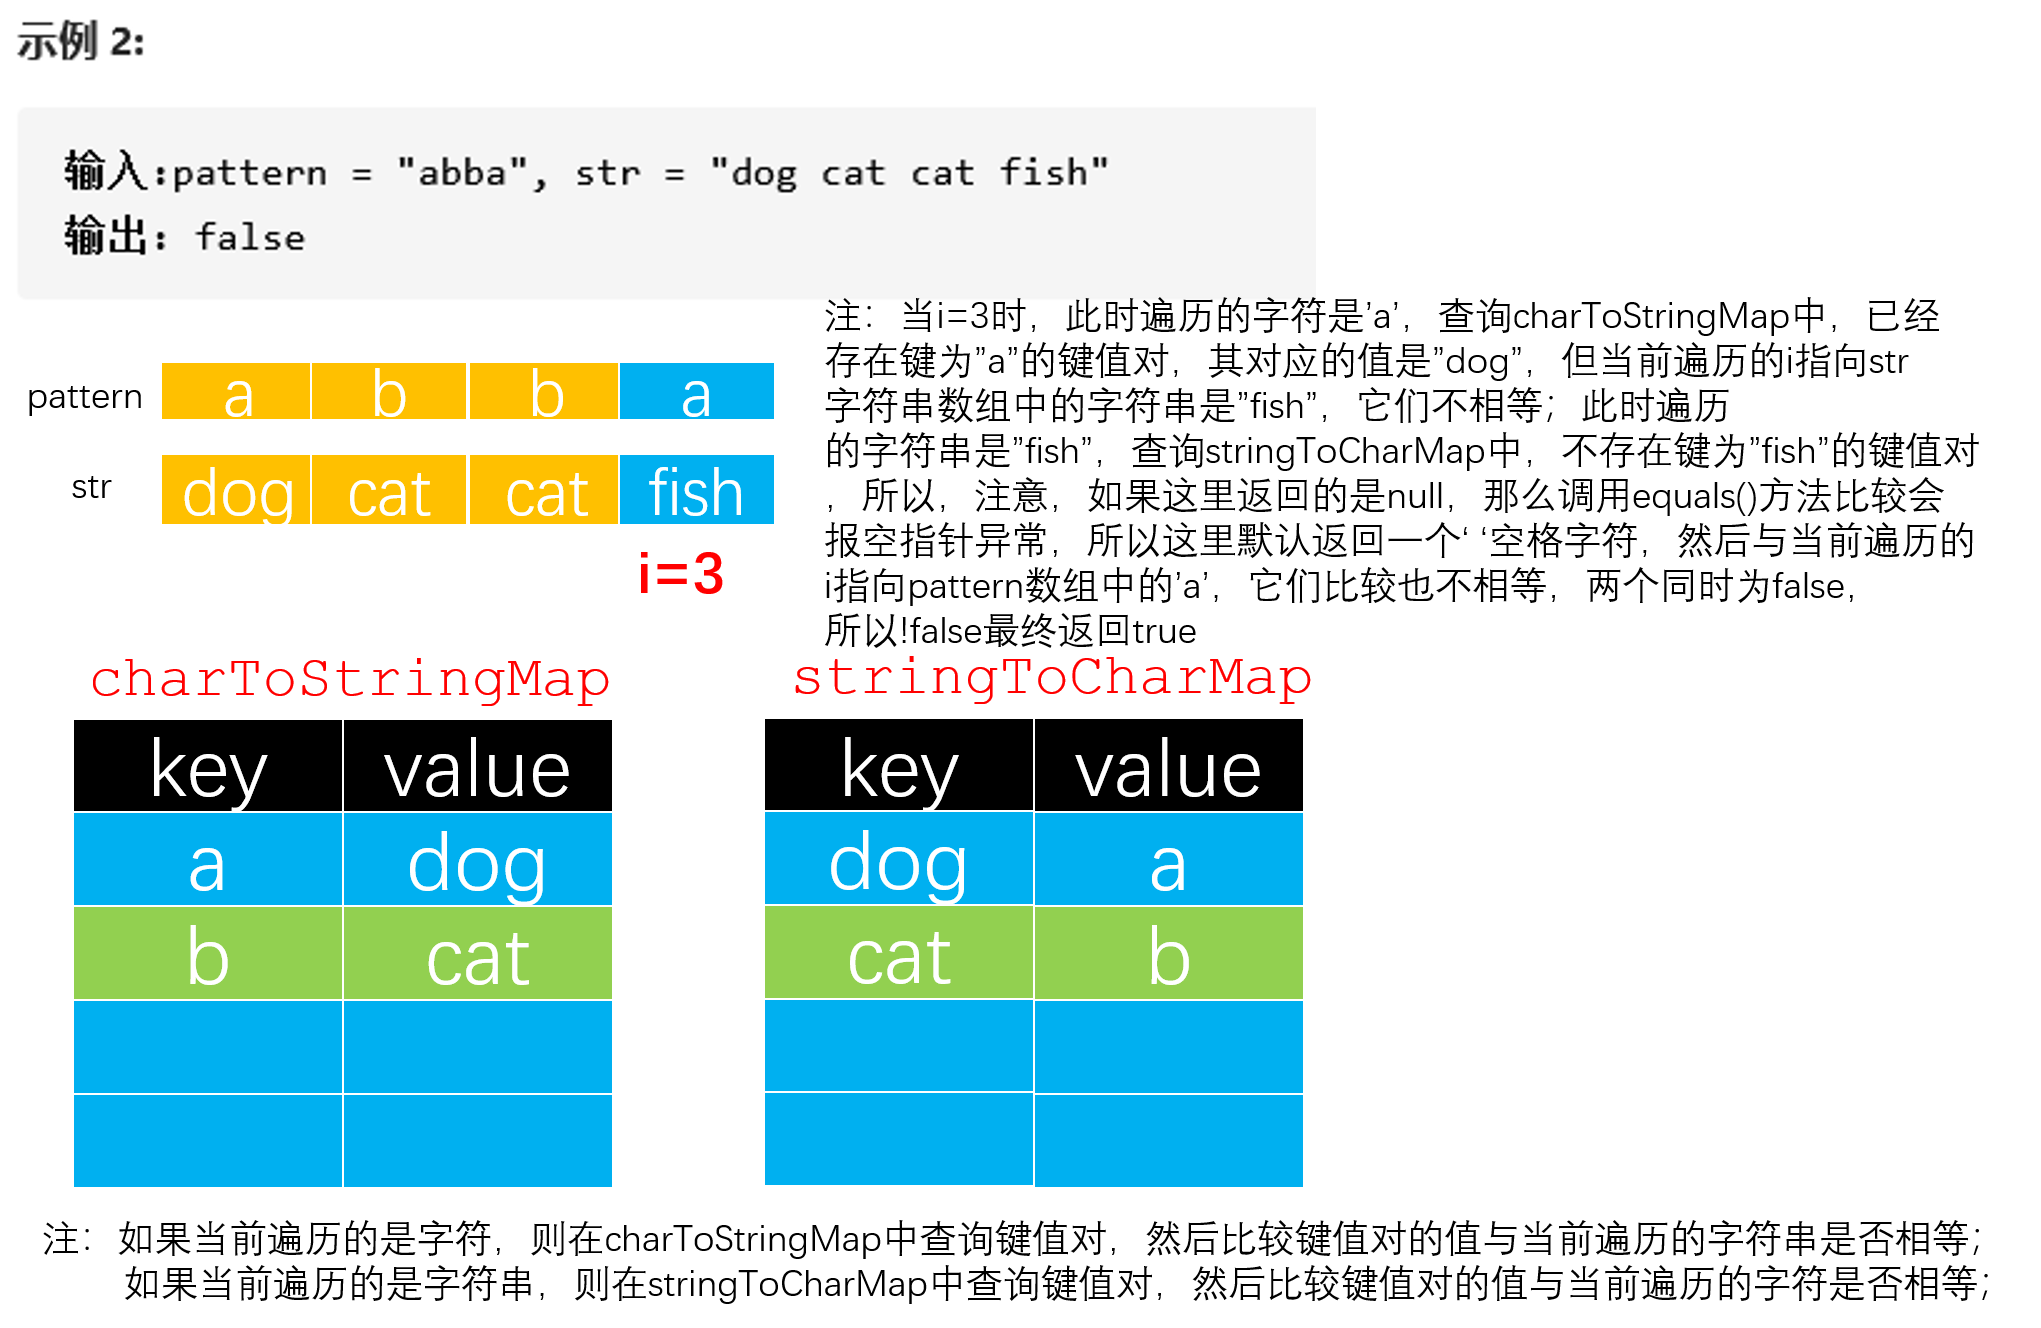 示例 2:
输入:pattern = "abba", str = "dog cat cat fish"
输出: false
注：当i=3时，此时遍历的字符是’a’，查询charToStringMap中，已经
存在键为”a”的键值对，其对应的值是”dog”，但当前遍历的i指向str
字符串数组中的字符串是”fish”，它们不相等；此时遍历
的字符串是”fish”，查询stringToCharMap中，不存在键为”fish”的键值对
，所以，注意，如果这里返回的是null，那么调用equals()方法比较会
报空指针异常，所以这里默认返回一个‘ ‘空格字符，然后与当前遍历的
i指向pattern数组中的’a’，它们比较也不相等，两个同时为false，
所以!false最终返回true
pattern a b b a
str dog cat cat fish
i=3
charToStringMap
key value
a dog
b cat
stringToCharMap
key value
dog a
cat b
注：如果当前遍历的是字符，则在charToStringMap中查询键值对，然后比较键值对的值与当前遍历的字符串是否相等；
如果当前遍历的是字符串，则在stringToCharMap中查询键值对，然后比较键值对的值与当前遍历的字符是否相等；